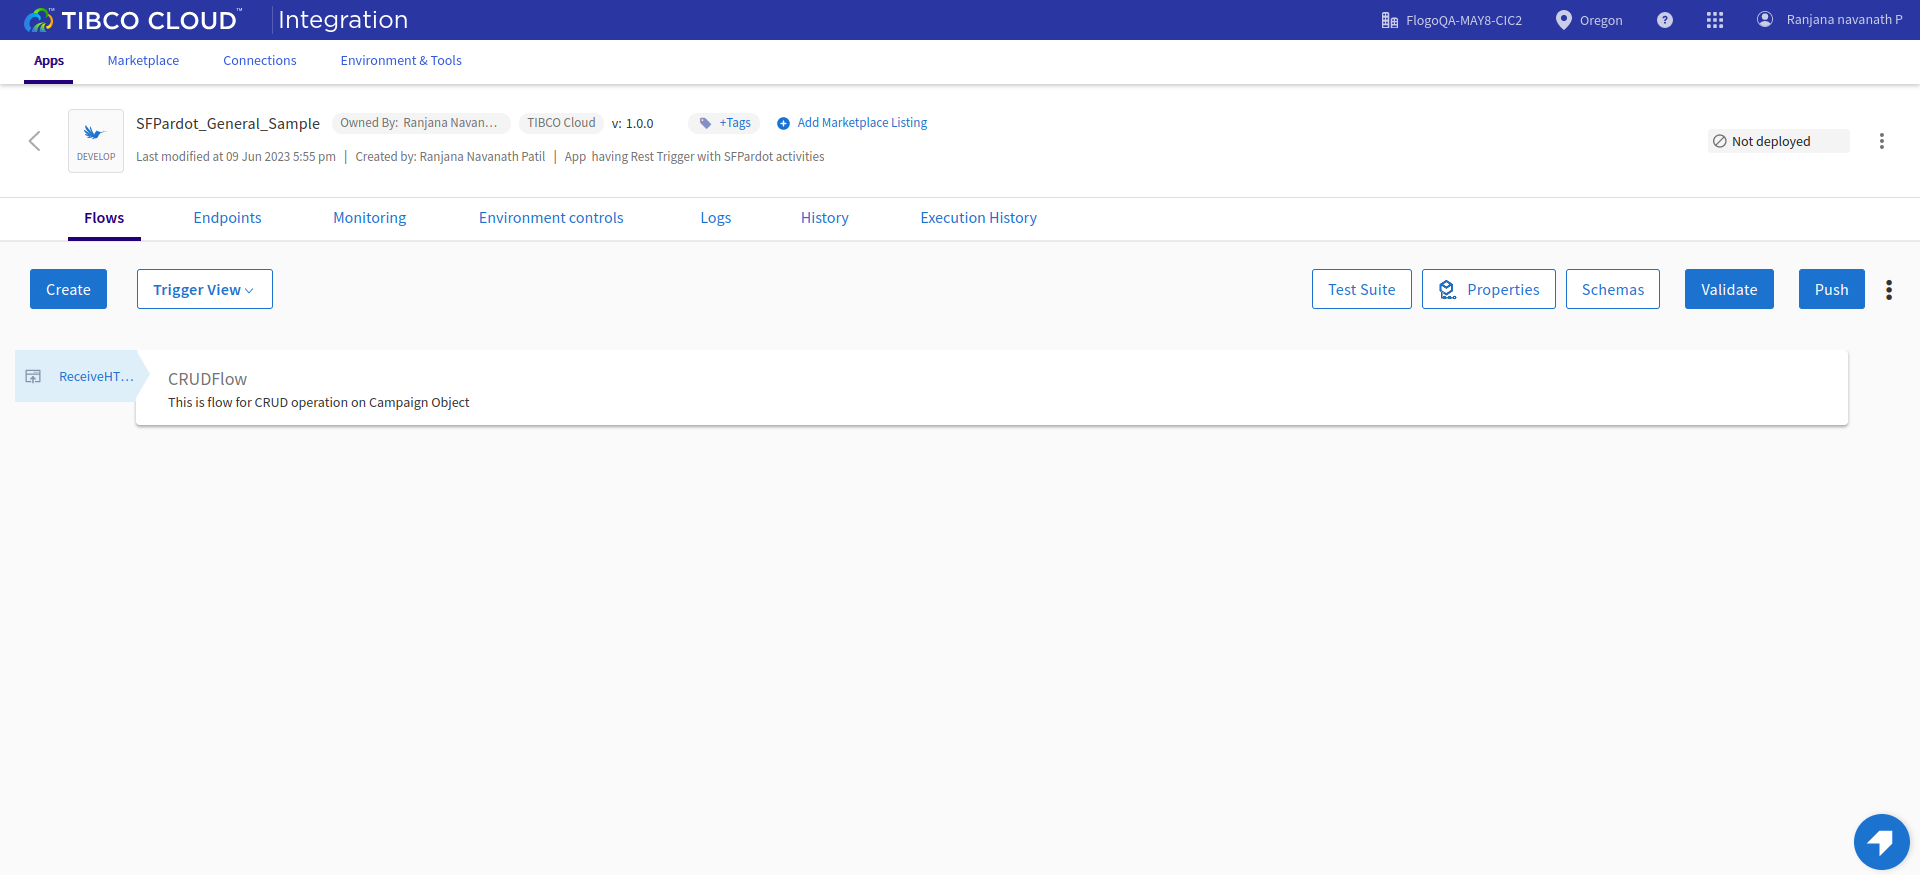 TIBCO CLOUD™ Integration FlogoQA-MAY8-CIC2 Oregon ? Ranjana navanath P
Apps Marketplace Connections Environment & Tools
SFPardot_General_Sample Owned By: Ranjana Navan... TIBCO Cloud v: 1.0.0 +Tags Add Marketplace Listing
Not deployed
DEVELOP Last modified at 09 Jun 2023 5:55 pm | Created by: Ranjana Navanath Patil | App having Rest Trigger with SFPardot activities
Flows Endpoints Monitoring Environment controls Logs History Execution History
Create Trigger View Test Suite Properties Schemas Validate Push
ReceiveHT... CRUDFlow
This is flow for CRUD operation on Campaign Object